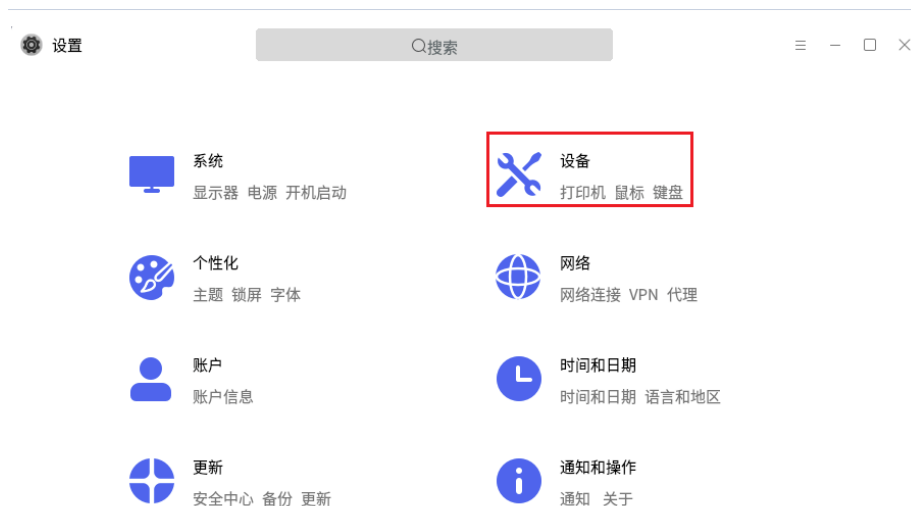 设置
搜索
系统
显示器 电源 开机启动
设备
打印机 鼠标 键盘
个性化
主题 锁屏 字体
网络
网络连接 VPN 代理
账户
账户信息
时间和日期
时间和日期 语言和地区
更新
安全中心 备份 更新
通知和操作
通知 关于